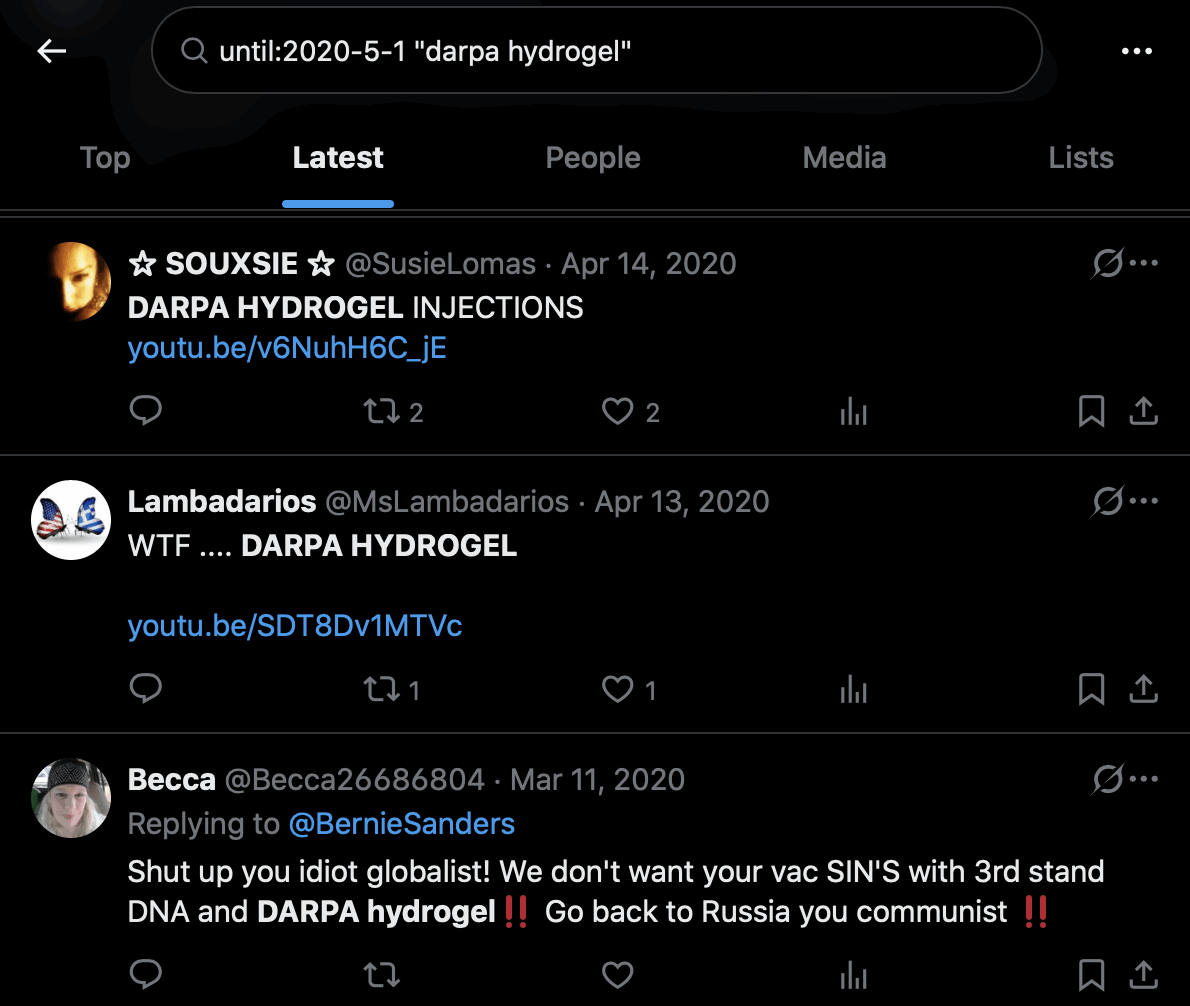 until:2020-5-1 "darpa hydrogel"
Top Latest People Media Lists
☆ SOUXSIE ☆ @SusieLomas · Apr 14, 2020
DARPA HYDROGEL INJECTIONS
youtu.be/v6NuhH6C_jE
2 2
Lambadarios @MsLambadarios · Apr 13, 2020
WTF .... DARPA HYDROGEL
youtu.be/SDT8Dv1MTVc
1 1
Becca @Becca26686804 · Mar 11, 2020
Replying to @BernieSanders
Shut up you idiot globalist! We don't want your vac SIN'S with 3rd stand
DNA and DARPA hydrogel‼️ Go back to Russia you communist ‼️